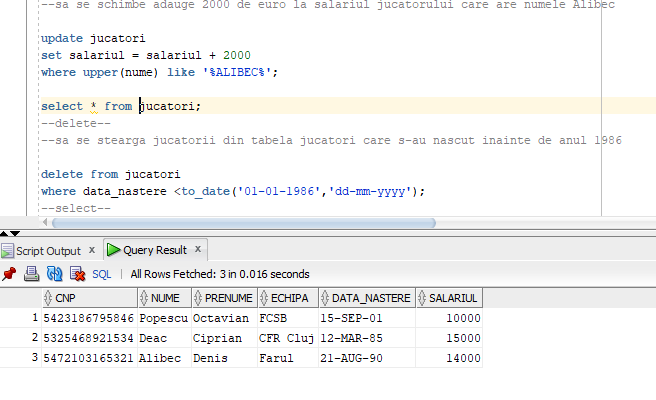 --sa se schimbe adauge 2000 de euro la salariul jucatorului care are numele Alibec
update jucatori
set salariul = salariul + 2000
where upper(nume) like '%ALIBEC%';
select * from jucatori;
--delete--
--sa se stearga jucatorii din tabela jucatori care s-au nascut inainte de anul 1986
delete from jucatori
where data_nastere <to_date('01-01-1986','dd-mm-yyyy');
--select--
Script Output x Query Result x
SQL | All Rows Fetched: 3 in 0.016 seconds
CNP NUME PRENUME ECHIPA DATA_NASTERE SALARIUL
1 5423186795846 Popescu Octavian FCSB 15-SEP-01 10000
2 5325468921534 Deac Ciprian CFR Cluj 12-MAR-85 15000
3 5472103165321 Alibec Denis Farul 21-AUG-90 14000